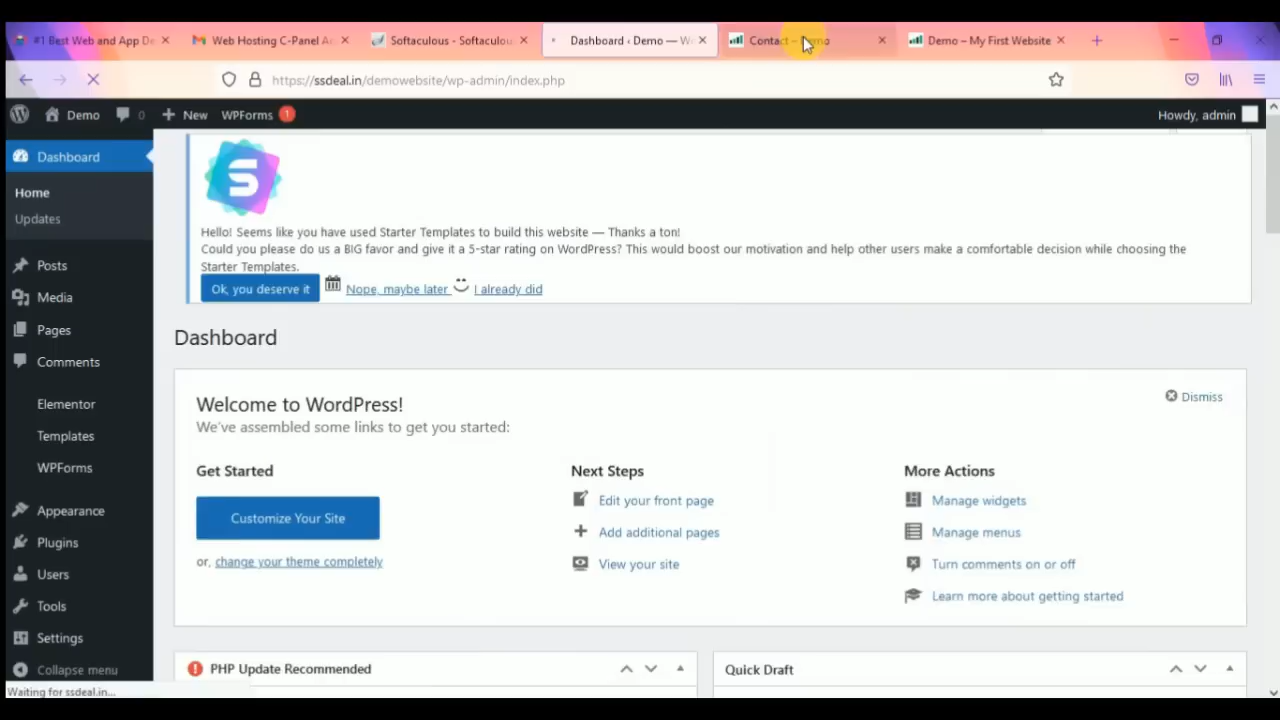 #1 Best Web and App De
Web Hosting C-Panel Ar
Softaculous - Softaculou
Dashboard ‹ Demo — Wo
Contact – Demo
Demo – My First Website
https://ssdeal.in/demowebsite/wp-admin/index.php
Demo
0
New
WPForms
1
Howdy, admin
Dashboard
Home
Updates
Posts
Media
Pages
Comments
Elementor
Templates
WPForms
Appearance
Plugins
Users
Tools
Settings
Collapse menu
Waiting for ssdeal.in...
S
Hello! Seems like you have used Starter Templates to build this website — Thanks a ton!
Could you please do us a BIG favor and give it a 5-star rating on WordPress? This would boost our motivation and help other users make a comfortable decision while choosing the
Starter Templates.
Ok, you deserve it
Nope, maybe later
I already did
Dashboard
Welcome to WordPress!
Dismiss
We've assembled some links to get you started:
Get Started
Customize Your Site
or, change your theme completely
Next Steps
Edit your front page
Add additional pages
View your site
More Actions
Manage widgets
Manage menus
Turn comments on or off
Learn more about getting started
PHP Update Recommended
Quick Draft